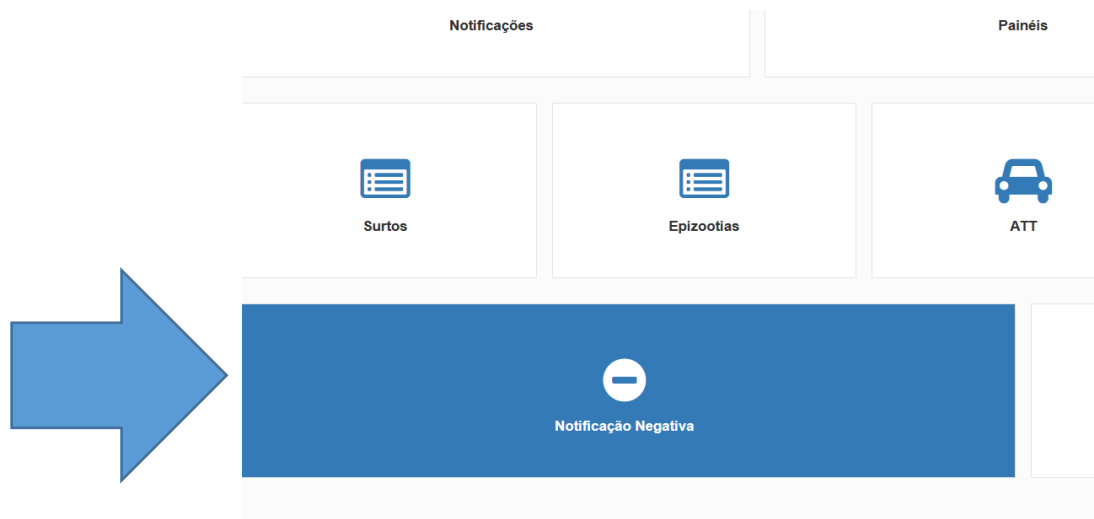 Notificações
Painéis
Surtos
Epizootias
ATT
Notificação Negativa